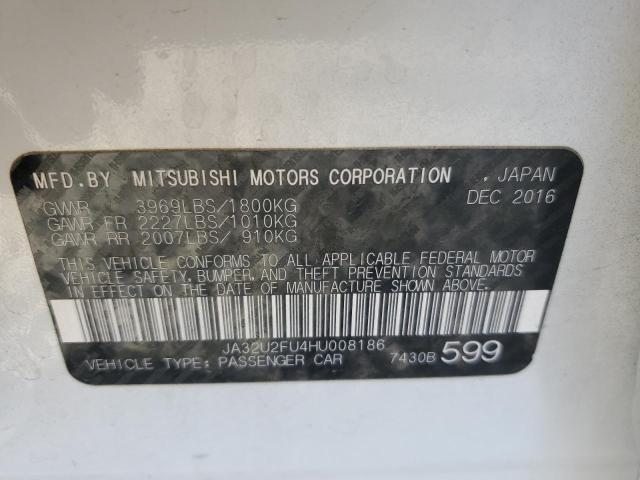 MFD.BY MITSUBISHI MOTORS CORPORATION , JAPAN
DEC 2016
GVWR 3969LBS/1800KG
GAWR FR 2227LBS/1010KG
GAWR RR 2007LBS/ 910KG
THIS VEHICLE CONFORMS TO ALL APPLICABLE FEDERAL MOTOR
VEHICLE SAFETY, BUMPER, AND THEFT PREVENTION STANDARDS
IN EFFECT ON THE DATE OF MANUFACTURE SHOWN ABOVE.
JA32U2FU4HU008186
VEHICLE TYPE: PASSENGER CAR 7430B 599